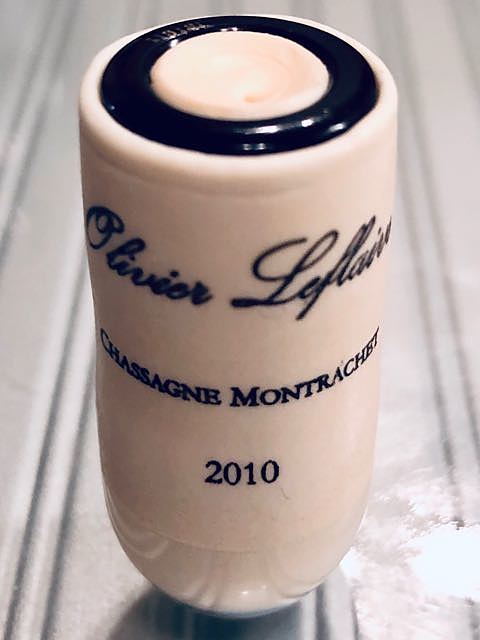 Olivier Leflaive
CHASSAGNE MONTRACHET
2010